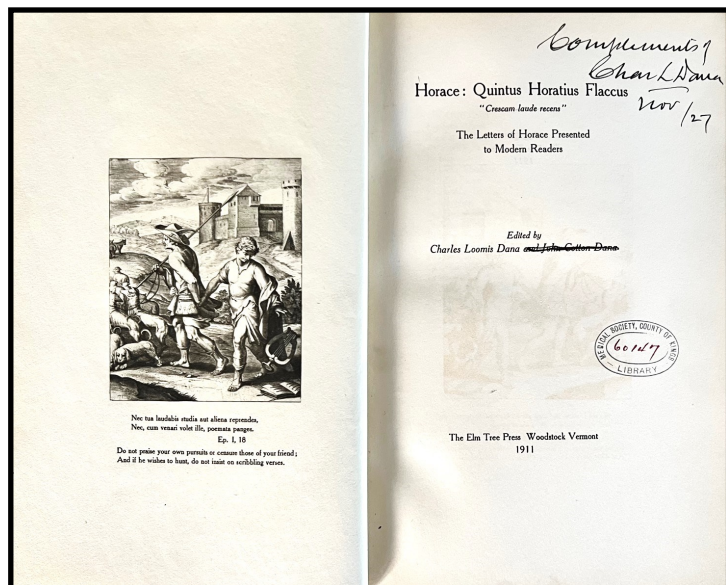 Nec tua laudabis studia aut aliena reprendes,
Nec, cum venari volet ille, poemata panges.
Ep. I, 18
Do not praise your own pursuits or censure those of your friend;
And if he wishes to hunt, do not insist on scribbling verses.
Complements of
Chas L Dana
Nov /27
Horace: Quintus Horatius Flaccus
"Crescam laude recens"
The Letters of Horace Presented
to Modern Readers
Edited by
Charles Loomis Dana and John Cotton Dana
MEDICAL SOCIETY, COUNTY OF KINGS
60147
LIBRARY
The Elm Tree Press Woodstock Vermont
1911